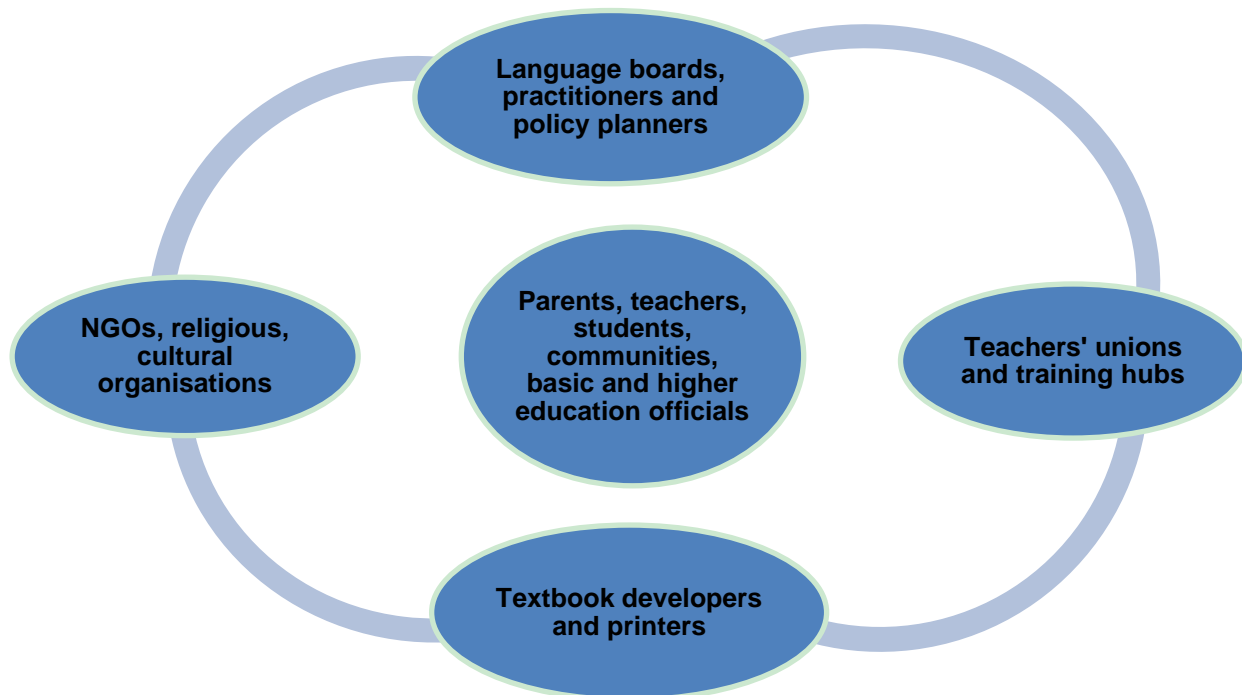 Language boards,
practitioners and
policy planners
NGOs, religious,
cultural
organisations
Parents, teachers,
students,
communities,
basic and higher
education officials
Teachers' unions
and training hubs
Textbook developers
and printers